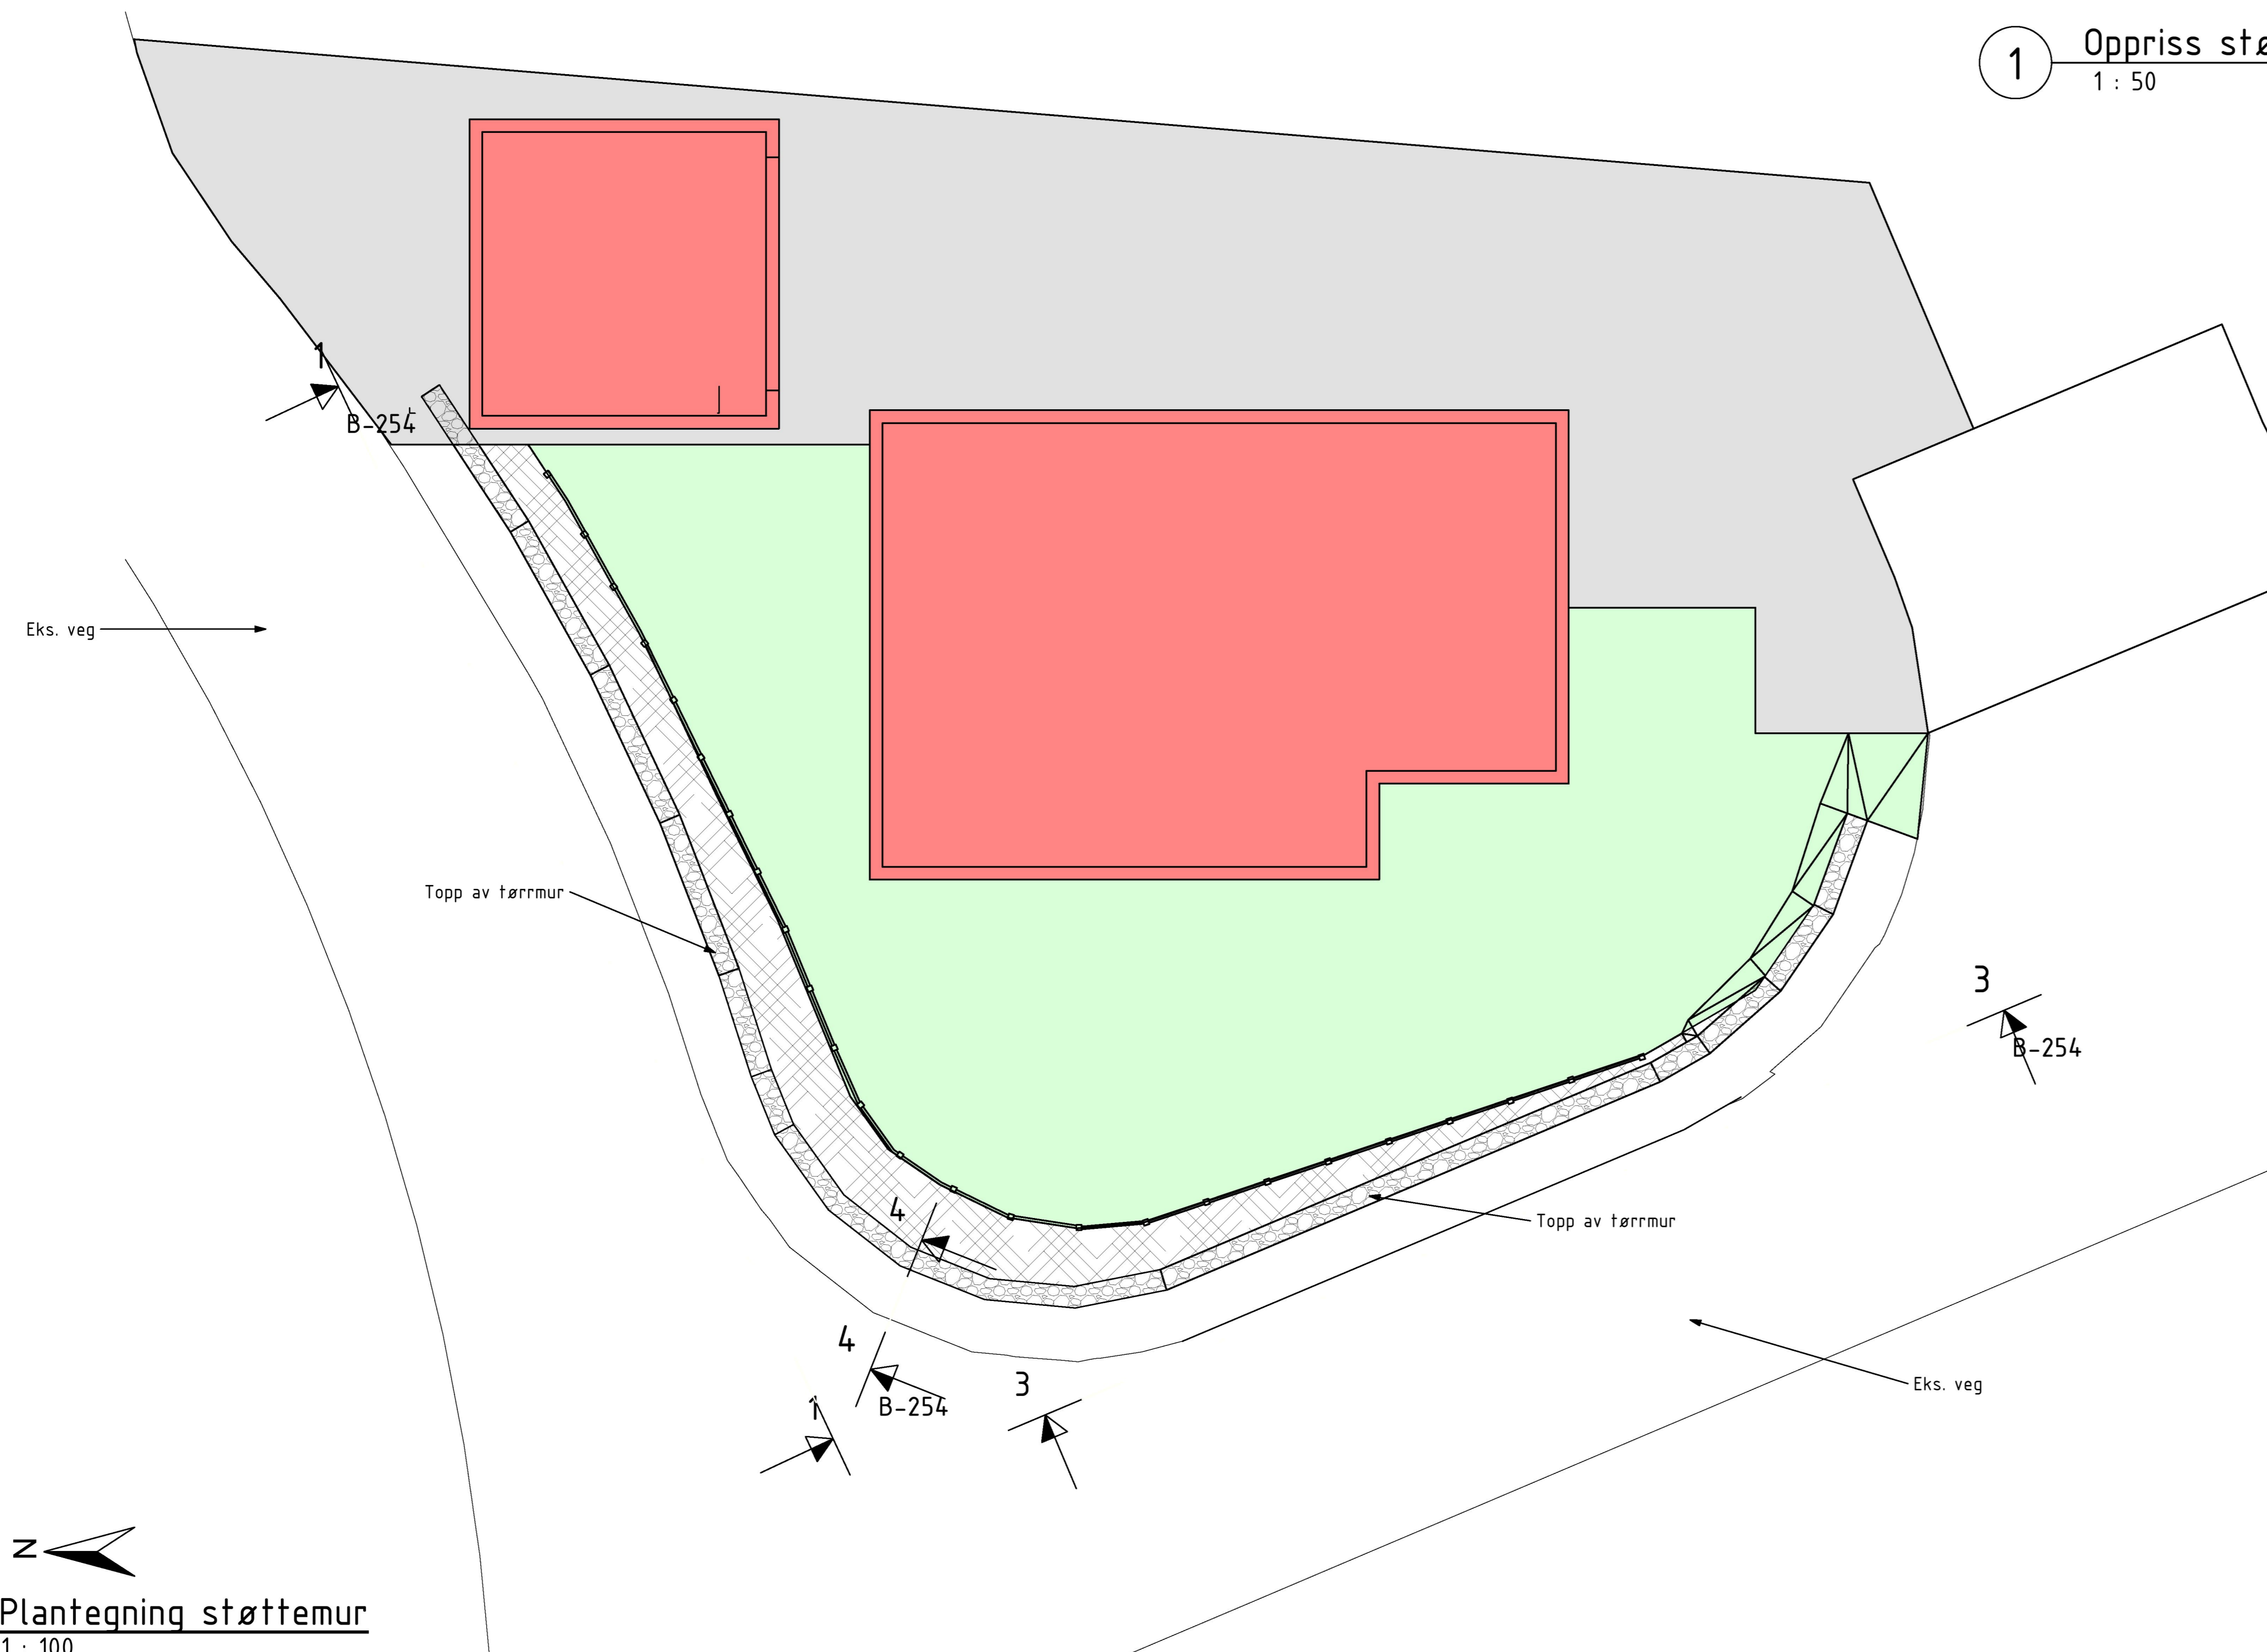 1
Oppriss stø
1 : 50
1
B-254
Eks. veg
Topp av tørrmur
3
B-254
4
Topp av tørrmur
4
B-254
3
1
Eks. veg
N
Plantegning støttemur
1 : 100